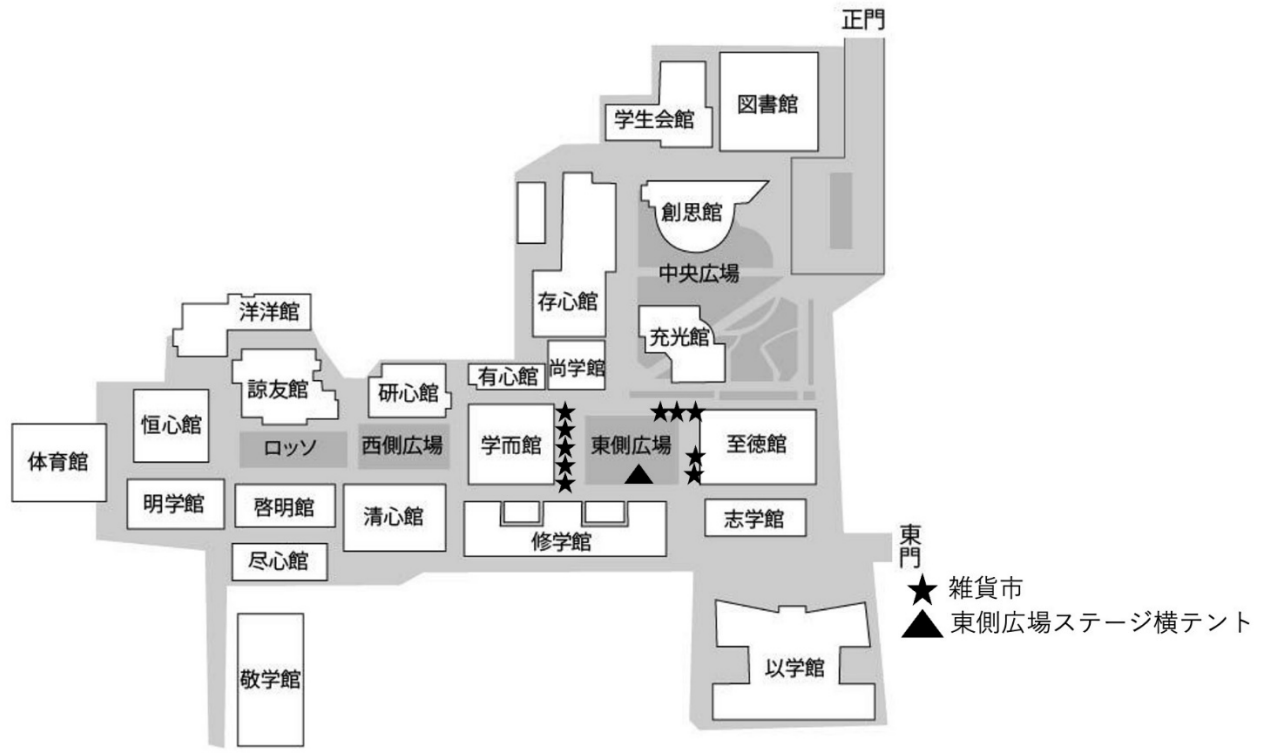 正門
図書館
学生会館
創思館
中央広場
存心館
洋洋館
充光館
尚学館
有心館
諒友館
研心館
恒心館
ロッソ
西側広場
学而館
東側広場
至徳館
体育館
明学館
啓明館
清心館
志学館
修学館
東門
尽心館
★ 雑貨市
▲ 東側広場ステージ横テント
以学館
敬学館